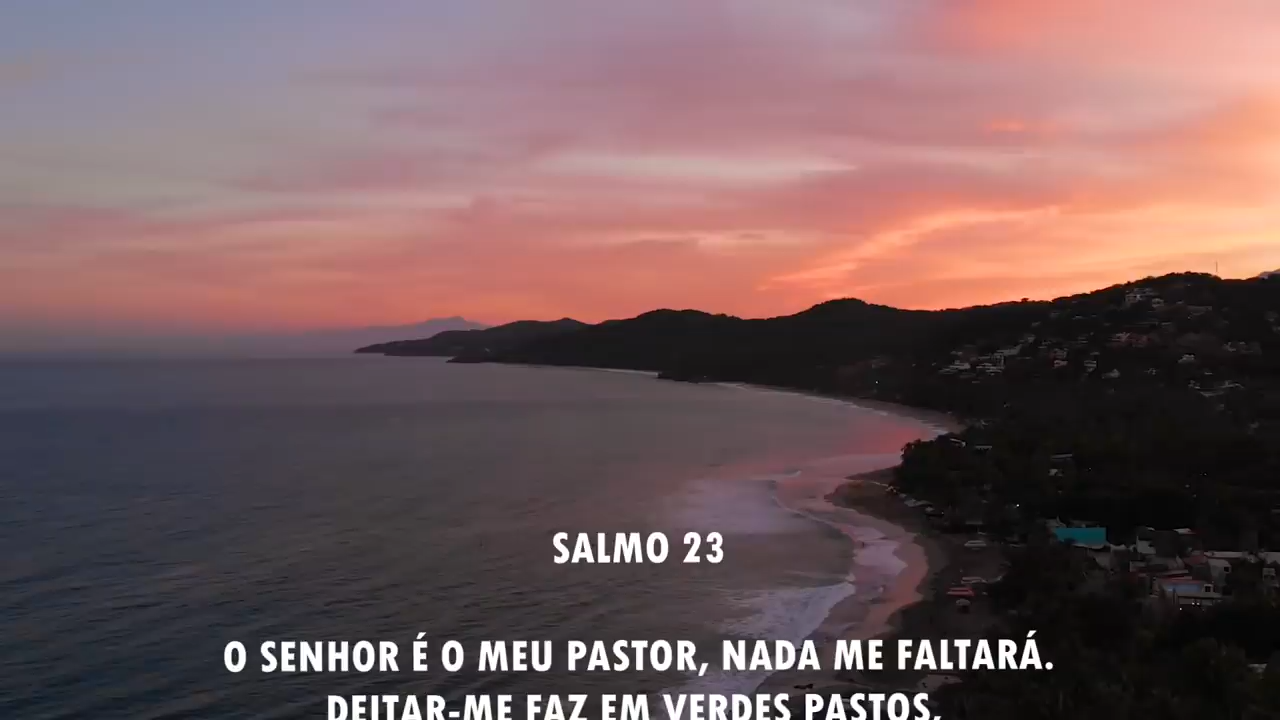 SALMO 23
O SENHOR É O MEU PASTOR, NADA ME FALTARÁ.
DEITAR-ME FAZ EM VERDES PASTOS,